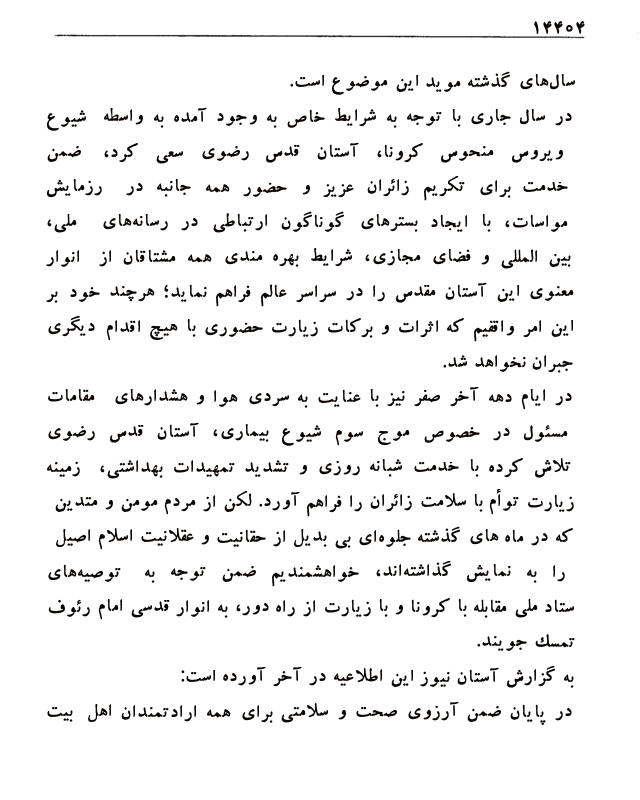 ۱۴۴۰۴
سال‌های گذشته موید این موضوع است.
در سال جاری با توجه به شرایط خاص به وجود آمده به واسطه شیوع
ویروس منحوس کرونا، آستان قدس رضوی سعی کرد، ضمن
خدمت برای تکریم زائران عزیز و حضور همه جانبه در رزمایش
مواسات، با ایجاد بسترهای گوناگون ارتباطی در رسانه‌های ملی،
بین المللی و فضای مجازی، شرایط بهره مندی همه مشتاقان از انوار
معنوی این آستان مقدس را در سراسر عالم فراهم نماید؛ هرچند خود بر
این امر واقفیم که اثرات و برکات زیارت حضوری با هیچ اقدام دیگری
جبران نخواهد شد.
در ایام دهه آخر صفر نیز با عنایت به سردی هوا و هشدارهای مقامات
مسئول در خصوص موج سوم شیوع بیماری، آستان قدس رضوی
تلاش کرده با خدمت شبانه روزی و تشدید تمهیدات بهداشتی، زمینه
زیارت توأم با سلامت زائران را فراهم آورد. لکن از مردم مومن و متدین
که در ماه های گذشته جلوه‌ای بی بدیل از حقانیت و عقلانیت اسلام اصیل
را به نمایش گذاشته‌اند، خواهشمندیم ضمن توجه به توصیه‌های
ستاد ملی مقابله با کرونا و با زیارت از راه دور، به انوار قدسی امام رئوف
تمسك جویند.
به گزارش آستان نیوز این اطلاعیه در آخر آورده است:
در پایان ضمن آرزوی صحت و سلامتی برای همه ارادتمندان اهل بیت